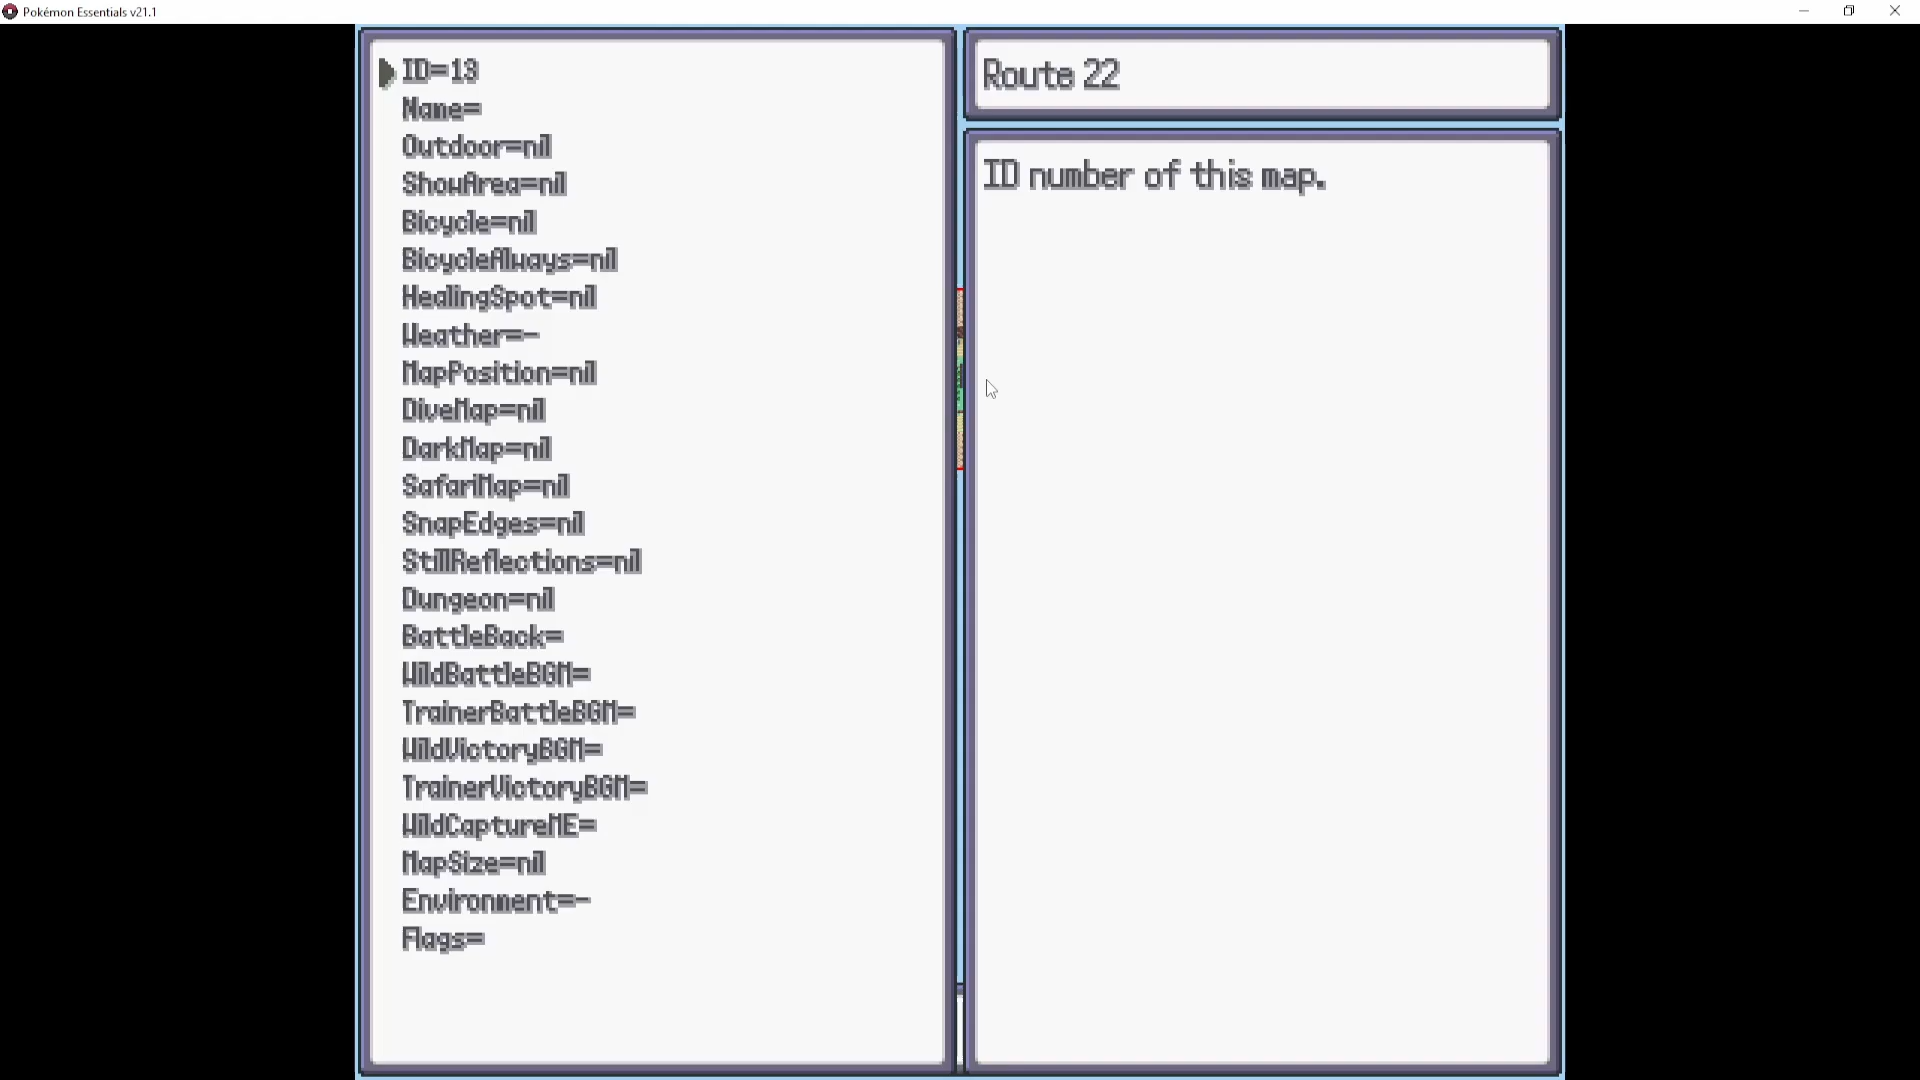 Pokémon Essentials v21.1
ID=13
Name=
Outdoor=nil
ShowArea=nil
Bicycle=nil
BicycleAlways=nil
HealingSpot=nil
Weather=-
MapPosition=nil
DiveMap=nil
DarkMap=nil
SafariMap=nil
SnapEdges=nil
StillReflections=nil
Dungeon=nil
BattleBack=
WildBattleBGM=
TrainerBattleBGM=
WildVictoryBGM=
TrainerVictoryBGM=
WildCaptureME=
MapSize=nil
Environment=-
Flags=
Route 22
ID number of this map.